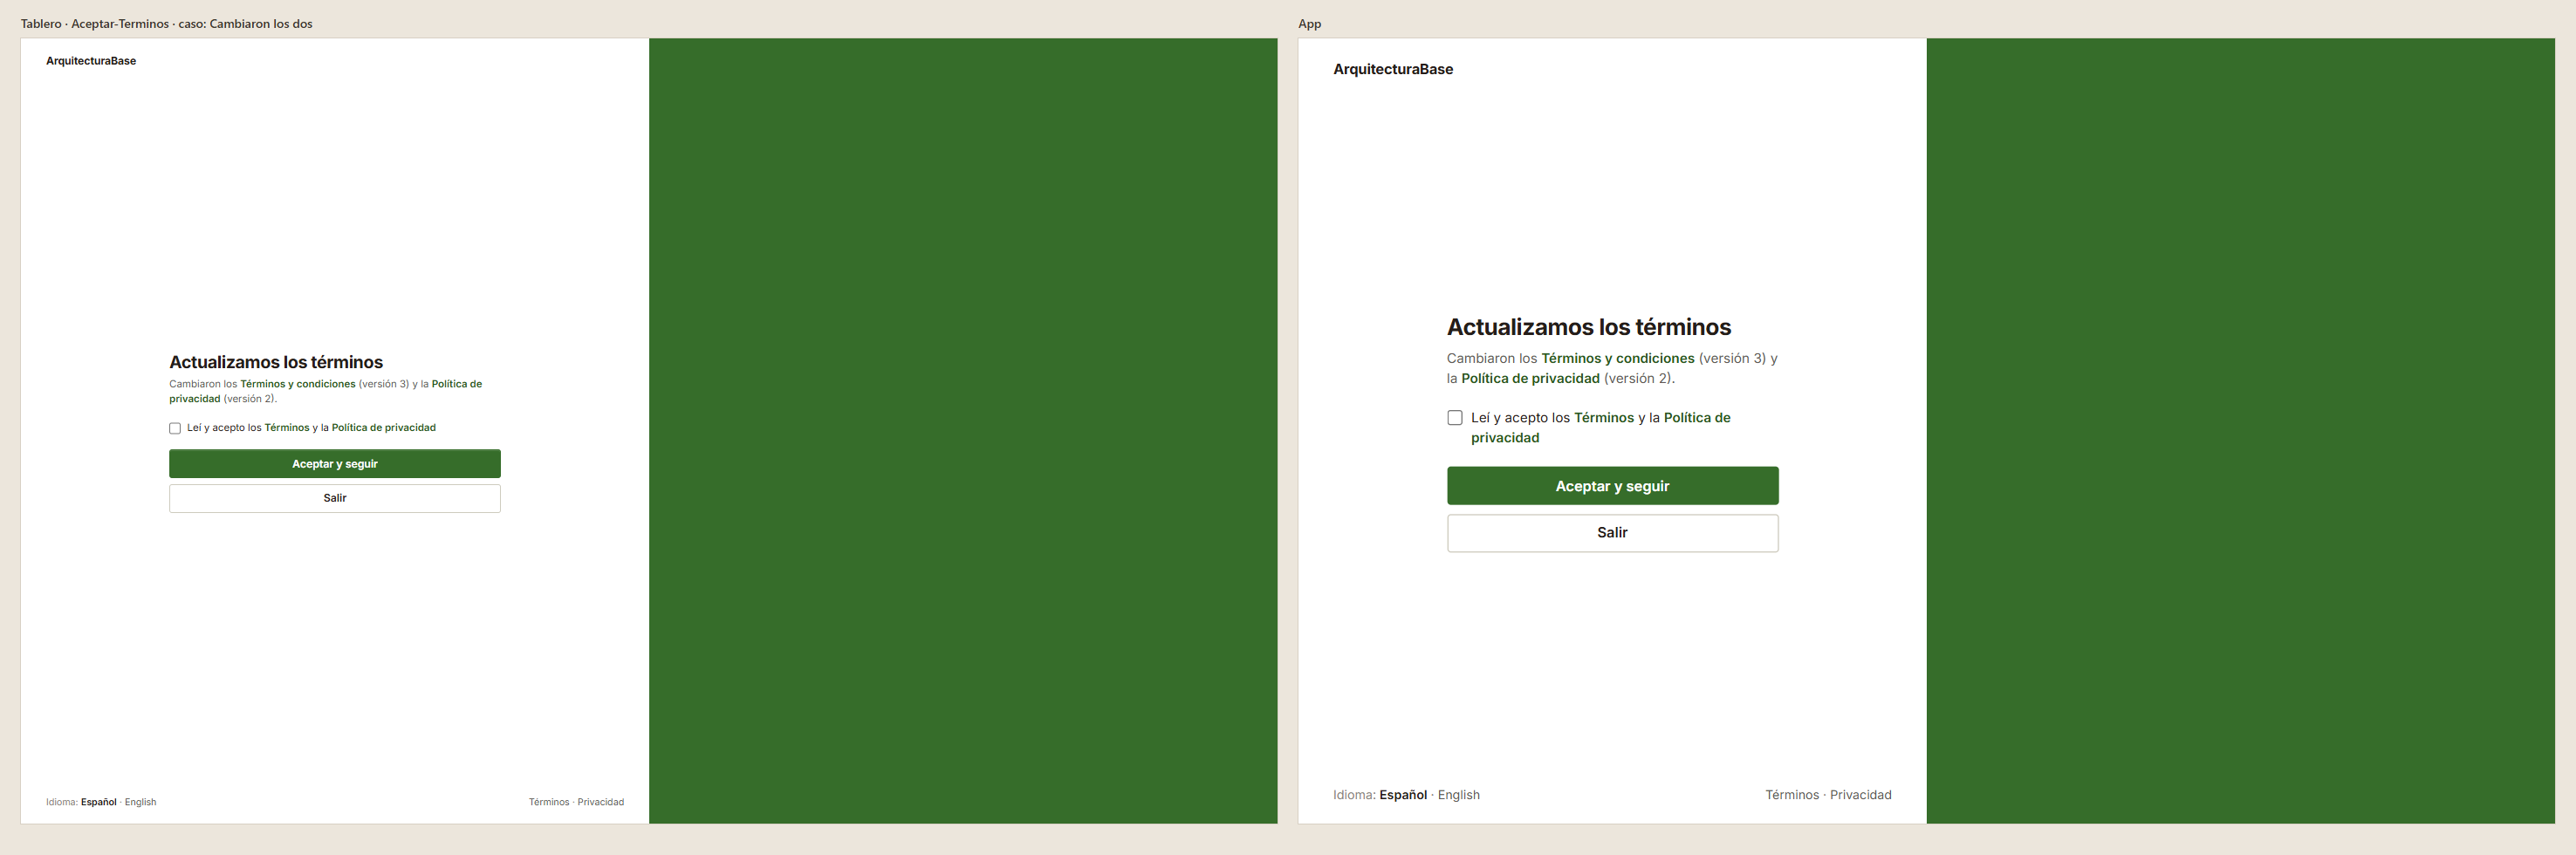 Tablero · Aceptar-Terminos · caso: Cambiaron los dos
ArquitecturaBase
Actualizamos los términos
Cambiaron los Términos y condiciones (versión 3) y la Política de
privacidad (versión 2).
Leí y acepto los Términos y la Política de privacidad
Aceptar y seguir
Salir
Idioma: Español · English
Términos · Privacidad
App
ArquitecturaBase
Actualizamos los términos
Cambiaron los Términos y condiciones (versión 3) y
la Política de privacidad (versión 2).
Leí y acepto los Términos y la Política de
privacidad
Aceptar y seguir
Salir
Idioma: Español · English
Términos · Privacidad